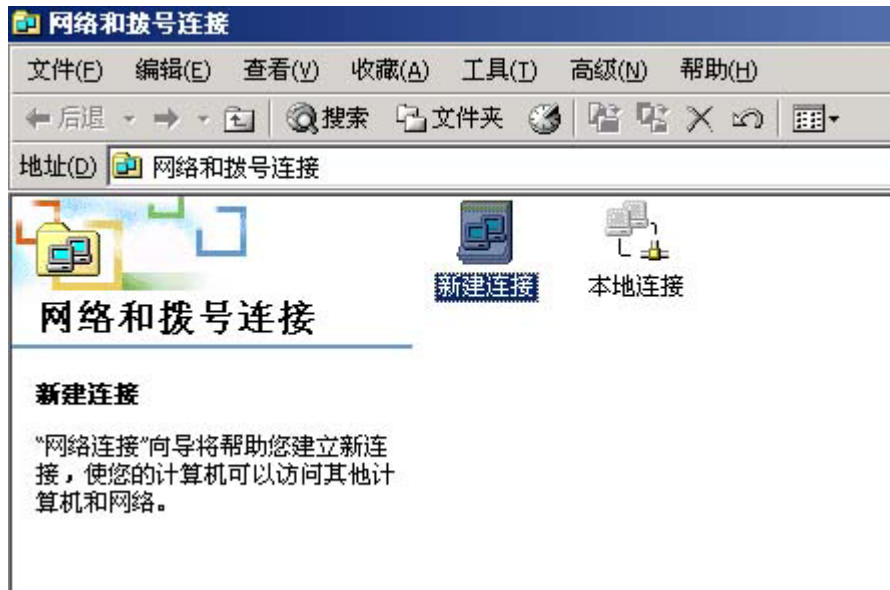 网络和拨号连接
文件(F) 编辑(E) 查看(V) 收藏(A) 工具(T) 高级(N) 帮助(H)
后退 搜索 文件夹
地址(D) 网络和拨号连接
新建连接 本地连接
网络和拨号连接
新建连接
“网络连接”向导将帮助您建立新连
接，使您的计算机可以访问其他计
算机和网络。